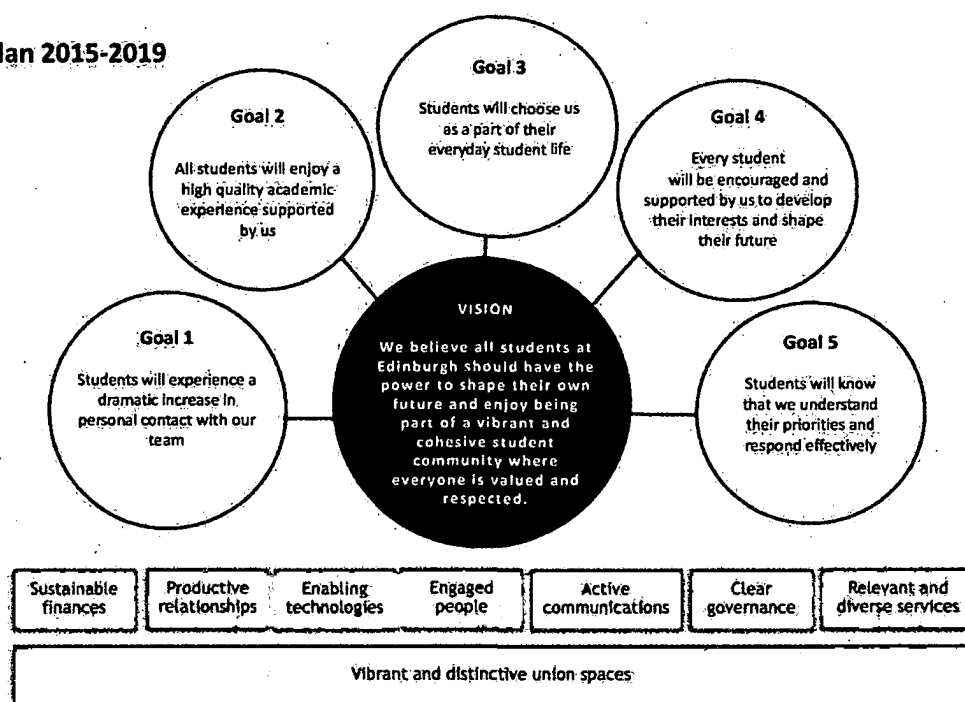 lan 2015-2019
Goal 1
Students will experience a
dramatic increase in
personal contact with our
team
Goal 2
All students will enjoy a
high quality academic
experience supported
by us
Goal 3
Students will choose us
as a part of their
everyday student life
Goal 4
Every student
will be encouraged and
supported by us to develop
their interests and shape
their future
Goal 5
Students will know
that we understand
their priorities and
respond effectively
VISION
We believe all students at
Edinburgh should have the
power to shape their own
future and enjoy being
part of a vibrant and
cohesive student
community where
everyone is valued and
respected.
Sustainable
finances
Productive
relationships
Enabling
technologies
Engaged
people
Active
communications
Clear
governance
Relevant and
diverse services
Vibrant and distinctive union spaces